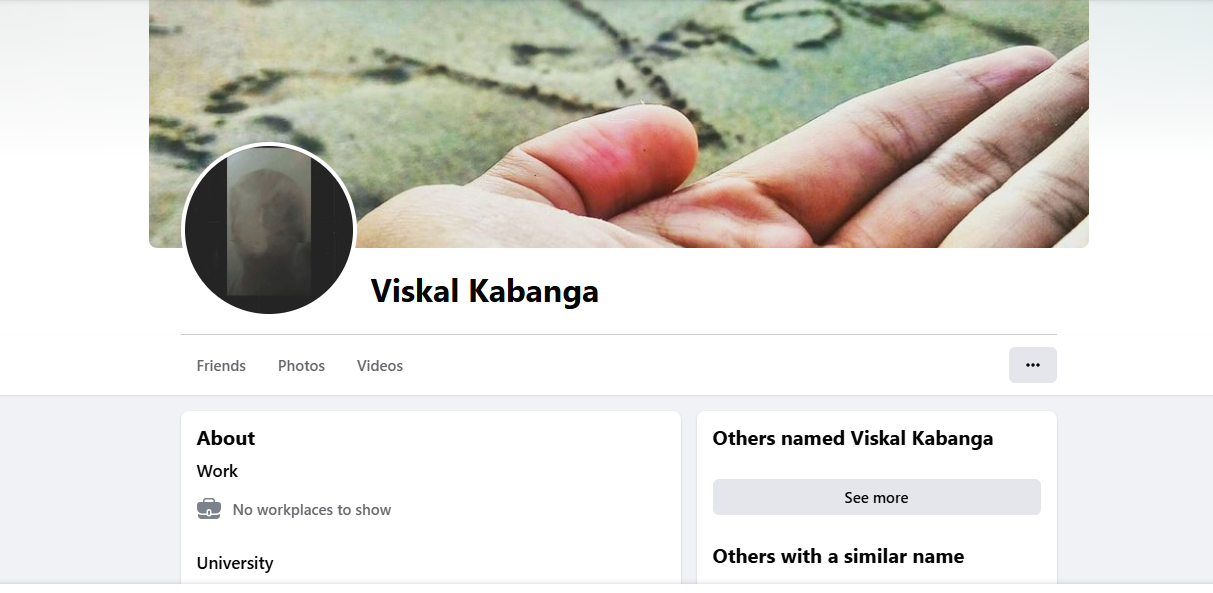 Viskal Kabanga
Friends Photos Videos
About
Work
No workplaces to show
University
Others named Viskal Kabanga
See more
Others with a similar name